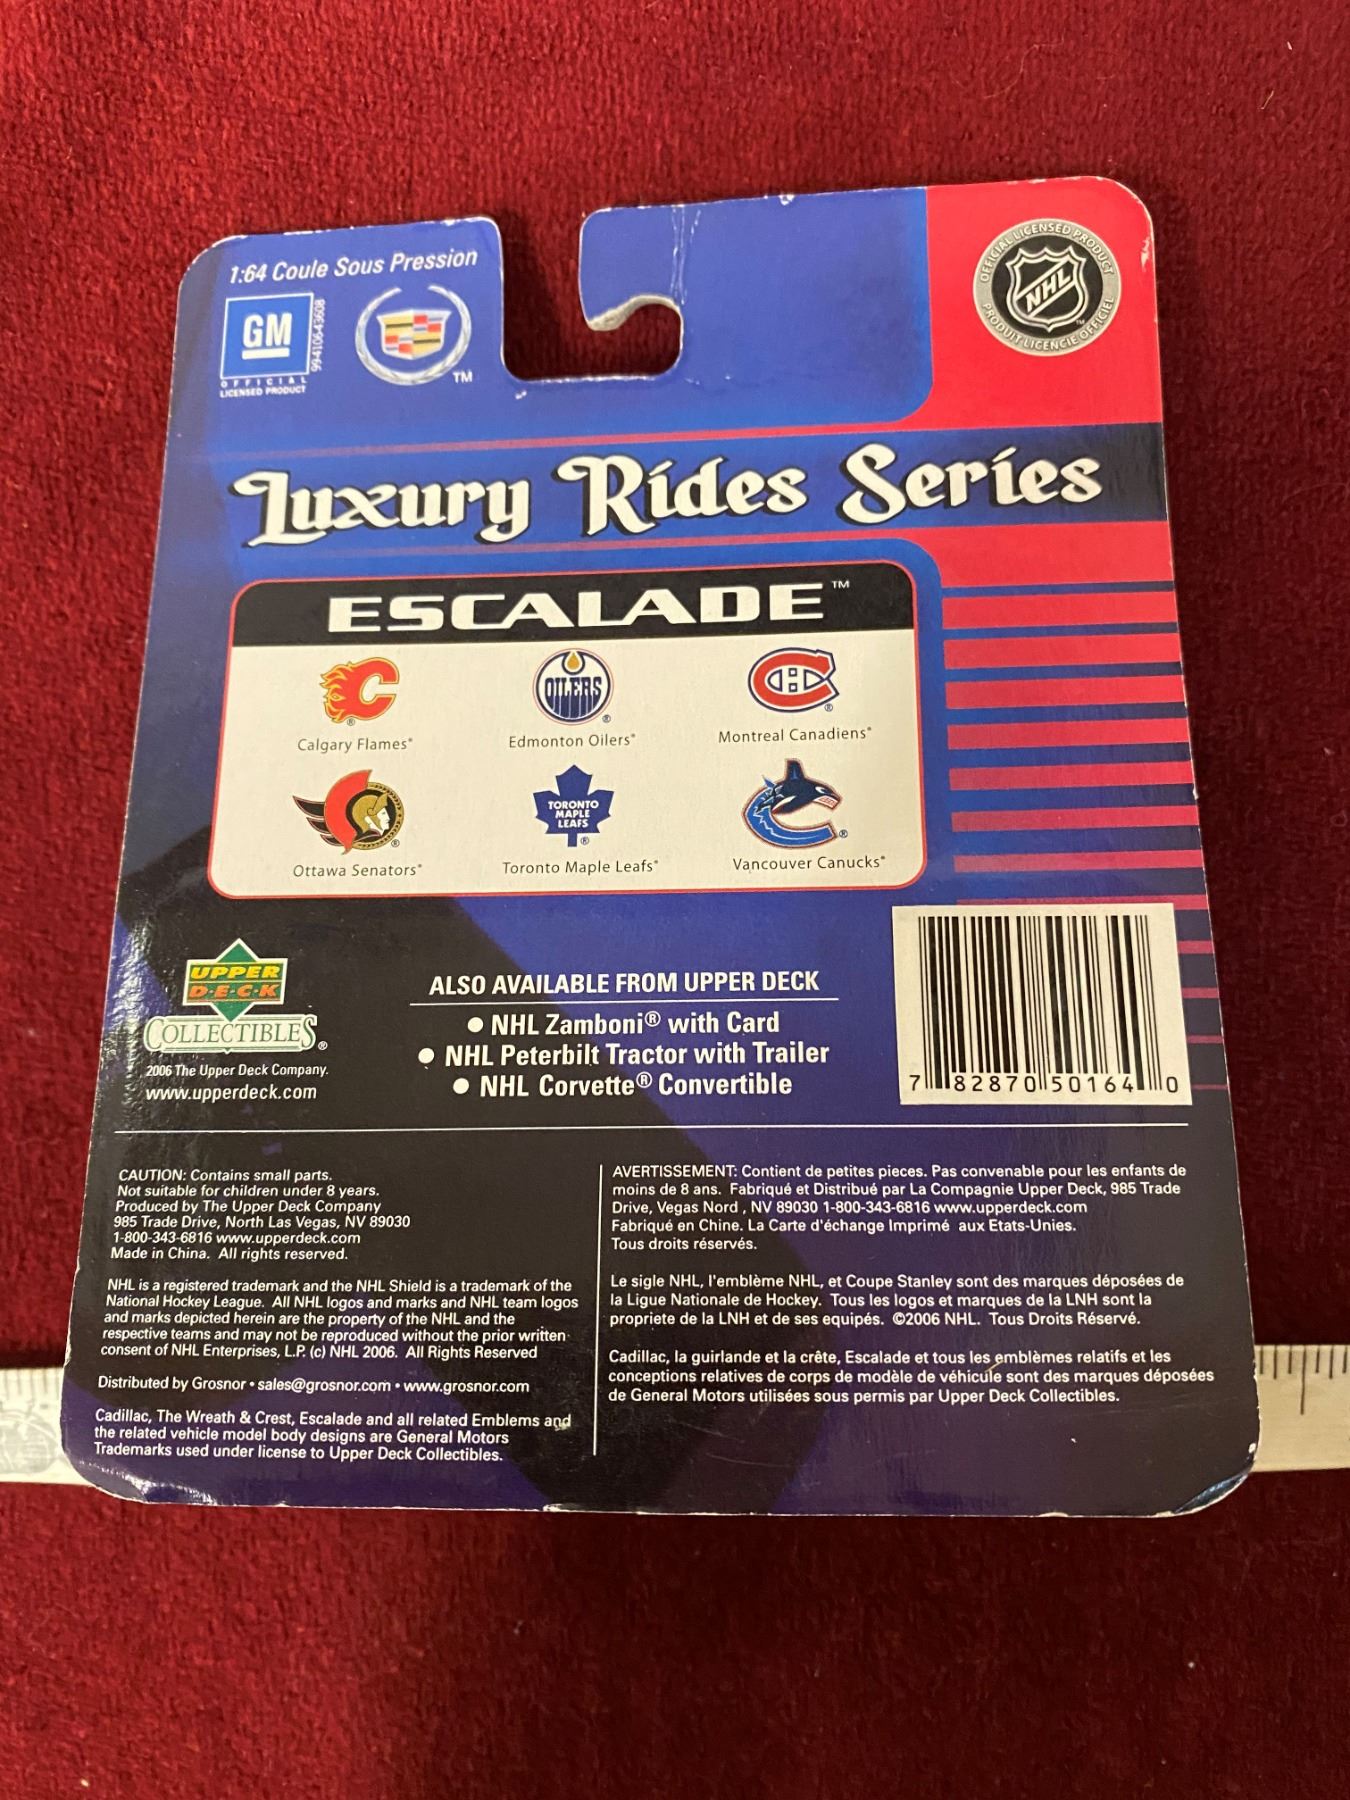 1:64 Coule Sous Pression
GM
OFFICIAL
LICENSED PRODUCT
99410643608
TM
OFFICIAL LICENSED PRODUCT
NHL
TM
PRODUIT LICENCIE OFFICIEL
Luxury Rides Series
ESCALADE™
OILERS
Calgary Flames®
Edmonton Oilers®
Montreal Canadiens®
TORONTO
MAPLE
LEAFS
Ottawa Senators®
Toronto Maple Leafs®
Vancouver Canucks®
UPPER
D·E·C·K
COLLECTIBLES®
2006 The Upper Deck Company.
www.upperdeck.com
ALSO AVAILABLE FROM UPPER DECK
● NHL Zamboni® with Card
● NHL Peterbilt Tractor with Trailer
● NHL Corvette® Convertible
7 82870 50164 0
CAUTION: Contains small parts.
Not suitable for children under 8 years.
Produced by The Upper Deck Company
985 Trade Drive, North Las Vegas, NV 89030
1-800-343-6816 www.upperdeck.com
Made in China. All rights reserved.
NHL is a registered trademark and the NHL Shield is a trademark of the
National Hockey League. All NHL logos and marks and NHL team logos
and marks depicted herein are the property of the NHL and the
respective teams and may not be reproduced without the prior written
consent of NHL Enterprises, L.P. (c) NHL 2006. All Rights Reserved
Distributed by Grosnor • sales@grosnor.com • www.grosnor.com
Cadillac, The Wreath & Crest, Escalade and all related Emblems and
the related vehicle model body designs are General Motors
Trademarks used under license to Upper Deck Collectibles.
AVERTISSEMENT: Contient de petites pieces. Pas convenable pour les enfants de
moins de 8 ans. Fabriqué et Distribué par La Compagnie Upper Deck, 985 Trade
Drive, Vegas Nord , NV 89030 1-800-343-6816 www.upperdeck.com
Fabriqué en Chine. La Carte d'échange Imprimé aux Etats-Unies.
Tous droits réservés.
Le sigle NHL, l'emblème NHL, et Coupe Stanley sont des marques déposées de
la Ligue Nationale de Hockey. Tous les logos et marques de la LNH sont la
propriete de la LNH et de ses equipés. ©2006 NHL. Tous Droits Réservé.
Cadillac, la guirlande et la crête, Escalade et tous les emblèmes relatifs et les
conceptions relatives de corps de modèle de véhicule sont des marques déposées
de General Motors utilisées sous permis par Upper Deck Collectibles.